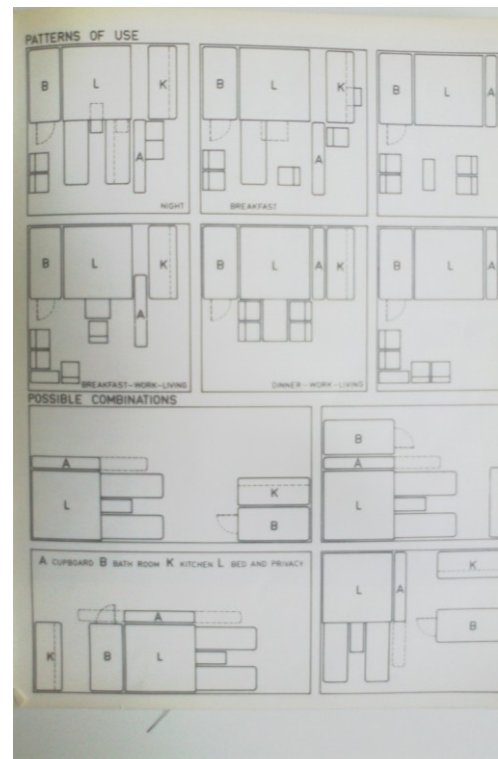 PATTERNS OF USE
B L K
A
NIGHT
B L K
A
BREAKFAST
B L A
B L K
A
BREAKFAST-WORK-LIVING
B L A K
DINNER-WORK-LIVING
B L A
POSSIBLE COMBINATIONS
A
L
K
B
B
A
L
A CUPBOARD B BATH ROOM K KITCHEN L BED AND PRIVACY
A
K B L
L A
K
B